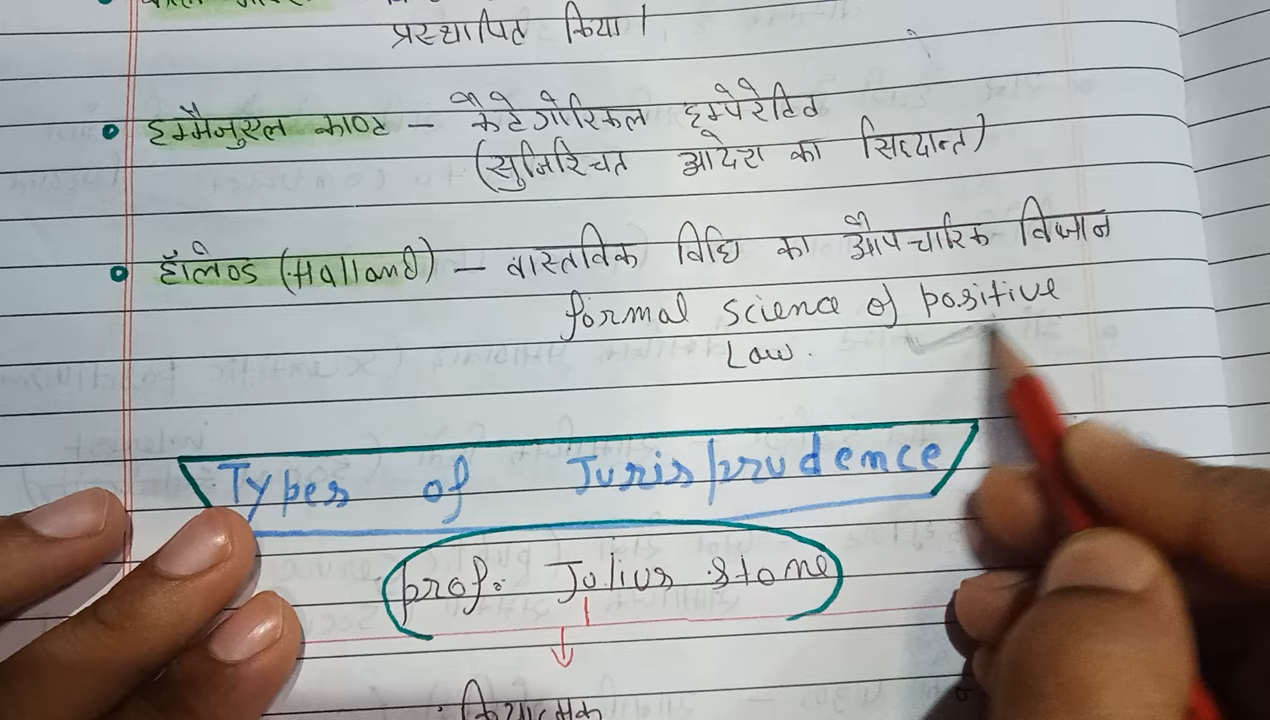 प्रस्थापित किया।
इम्मैनुएल काण्ट – कैटेगोरिकल इम्पेरेटिव
(सुनिश्चित आदेश का सिद्दान्त)
हॉलैण्ड (Halland) – वास्तविक विधि का औपचारिक विज्ञान
formal science of positive
Law.
Types of Jurisprudence
prof. Julius stone